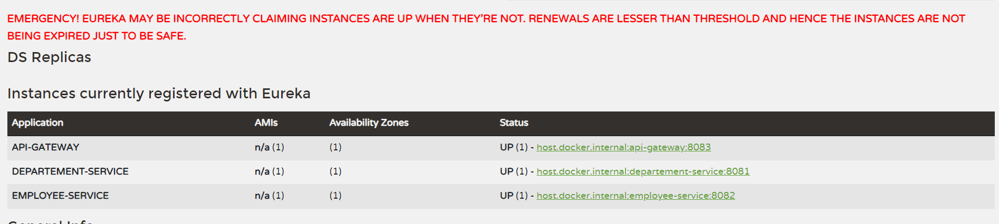 EMERGENCY! EUREKA MAY BE INCORRECTLY CLAIMING INSTANCES ARE UP WHEN THEY'RE NOT. RENEWALS ARE LESSER THAN THRESHOLD AND HENCE THE INSTANCES ARE NOT
BEING EXPIRED JUST TO BE SAFE.
DS Replicas
Instances currently registered with Eureka
Application AMIs Availability Zones Status
API-GATEWAY n/a (1) (1) UP (1) - host.docker.internal:api-gateway:8083
DEPARTEMENT-SERVICE n/a (1) (1) UP (1) - host.docker.internal:departement-service:8081
EMPLOYEE-SERVICE n/a (1) (1) UP (1) - host.docker.internal:employee-service:8082
General Info